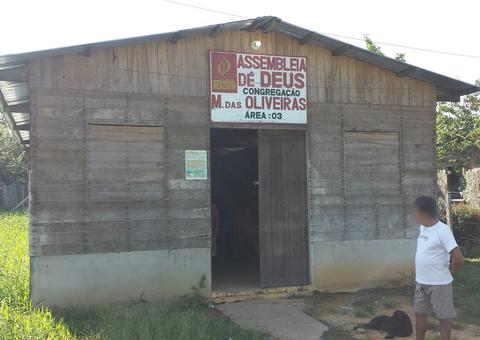 ASSEMBLEIA
DE DEUS
CONGREGAÇÃO
M. DAS OLIVEIRAS
ÁREA : 03